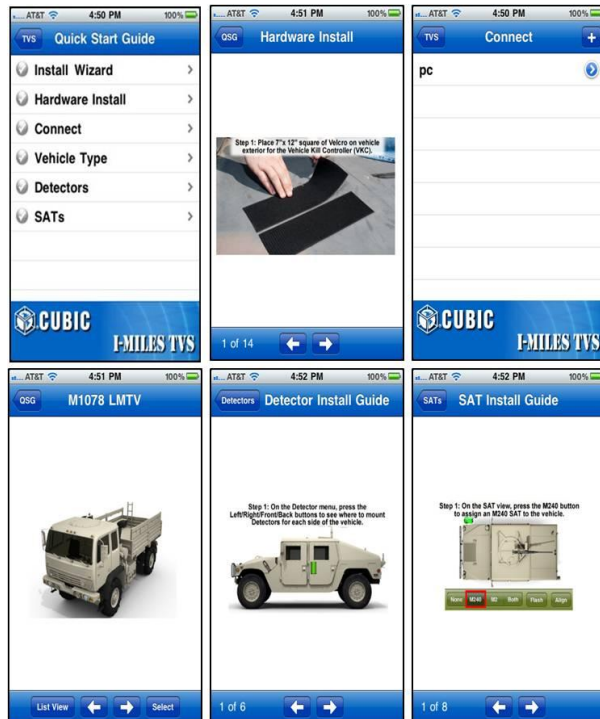 AT&T 4:50 PM 100%
TVS Quick Start Guide
Install Wizard
Hardware Install
Connect
Vehicle Type
Detectors
SATs
CUBIC
I-MILES TVS
AT&T 4:51 PM 100%
QSG Hardware Install
Step 1: Place 7"x 12" square of Velcro on vehicle
exterior for the Vehicle Kill Controller (VKC).
1 of 14
AT&T 4:50 PM 100%
TVS Connect +
pc
CUBIC
I-MILES TVS
AT&T 4:51 PM 100%
QSG M1078 LMTV
List View Select
AT&T 4:52 PM 100%
Detectors Detector Install Guide
Step 1: On the Detector menu, press the
Left/Right/Front/Back buttons to see where to mount
Detectors for each side of the vehicle.
1 of 6
AT&T 4:52 PM 100%
SATs SAT Install Guide
Step 1: On the SAT view, press the M240 button
to assign an M240 SAT to the vehicle.
None M240 M2 Both Flash Align
1 of 8